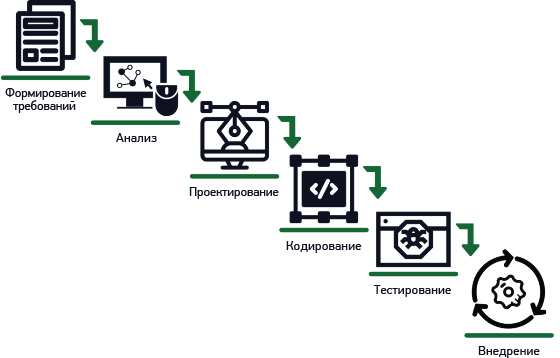 Формирование
требований
Анализ
Проектирование
Кодирование
Тестирование
Внедрение